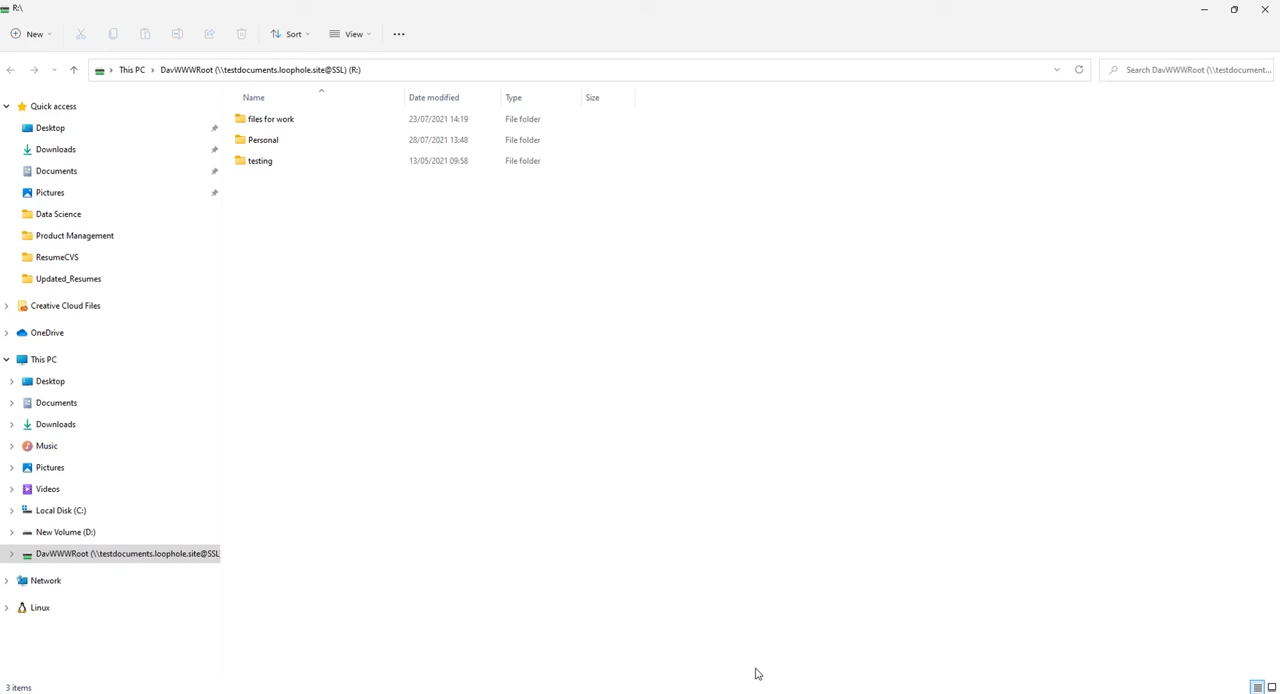 R:\
New
Sort
View
This PC › DavWWWRoot (\\testdocuments.loophole.site@SSL) (R:)
Search DavWWWRoot (\\testdocument...
Name Date modified Type Size
files for work 23/07/2021 14:19 File folder
Personal 28/07/2021 13:48 File folder
testing 13/05/2021 09:58 File folder
Quick access
Desktop
Downloads
Documents
Pictures
Data Science
Product Management
ResumeCVS
Updated_Resumes
Creative Cloud Files
OneDrive
This PC
Desktop
Documents
Downloads
Music
Pictures
Videos
Local Disk (C:)
New Volume (D:)
DavWWWRoot (\\testdocuments.loophole.site@SSL
Network
Linux
3 items